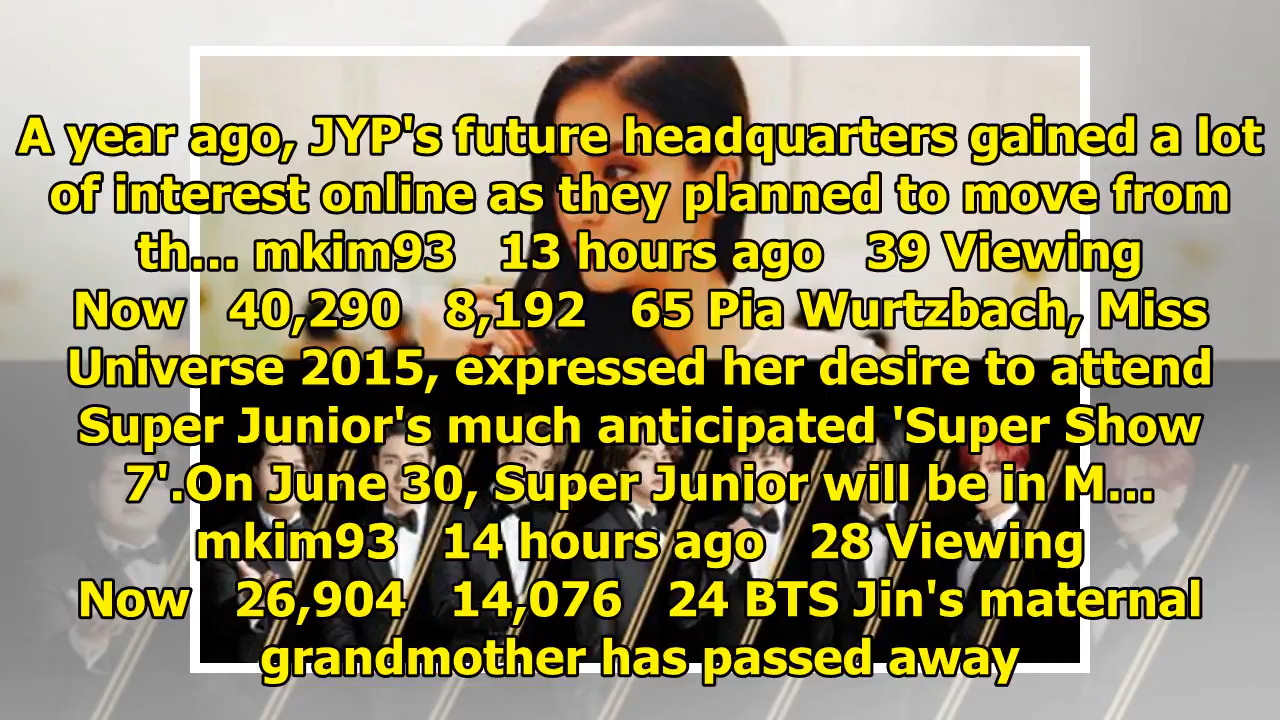 A year ago, JYP's future headquarters gained a lot
of interest online as they planned to move from
th... mkim93 13 hours ago 39 Viewing
Now 40,290 8,192 65 Pia Wurtzbach, Miss
Universe 2015, expressed her desire to attend
Super Junior's much anticipated 'Super Show
7'.On June 30, Super Junior will be in M...
mkim93 14 hours ago 28 Viewing
Now 26,904 14,076 24 BTS Jin's maternal
grandmother has passed away